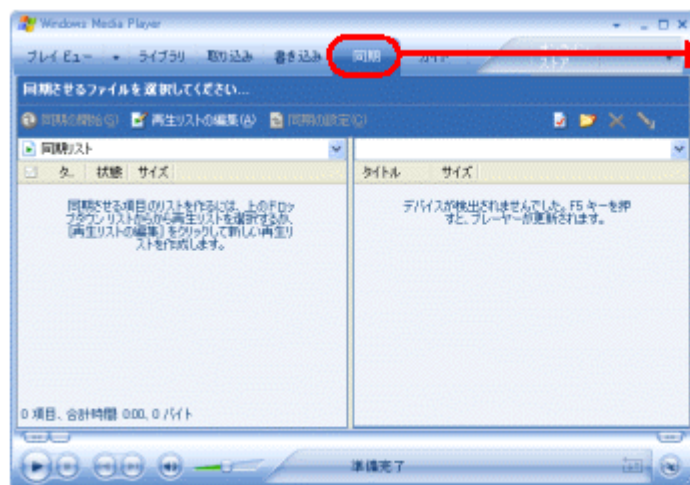 Windows Media Player
プレイ ビュー ライブラリ 取り込み 書き込み 同期 ガイド
ストア
同期させるファイルを選択してください...
同期の開始(S) 再生リストの編集(A) 同期の設定(C)
同期リスト
タ.. 状態 サイズ
タイトル サイズ
同期させる項目のリストを作るには、上のドロッ
プダウン リストからから再生リストを選択するか、
[再生リストの編集] をクリックして新しい再生リ
ストを作成します。
デバイスが検出されませんでした。F5 キーを押
すと、プレーヤーが更新されます。
0 項目、合計時間 0:00、0 バイト
準備完了